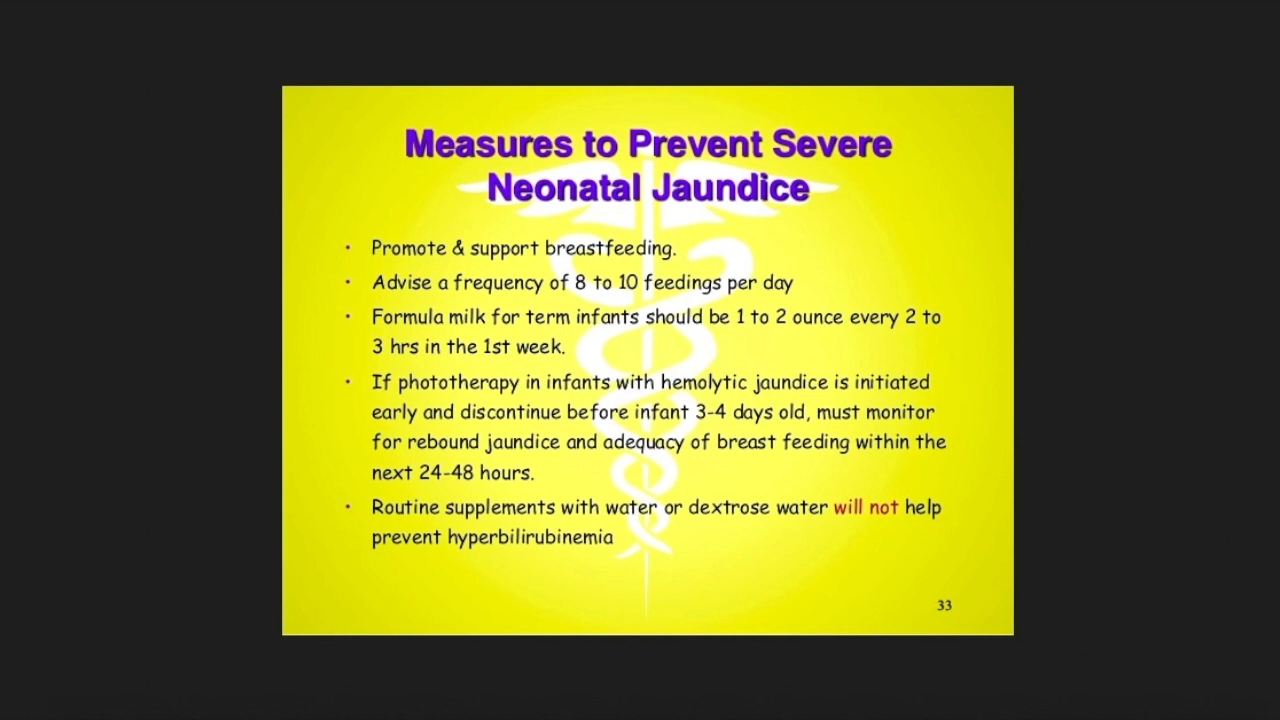 Measures to Prevent Severe
Neonatal Jaundice
• Promote & support breastfeeding.
• Advise a frequency of 8 to 10 feedings per day
• Formula milk for term infants should be 1 to 2 ounce every 2 to
3 hrs in the 1st week.
• If phototherapy in infants with hemolytic jaundice is initiated
early and discontinue before infant 3-4 days old, must monitor
for rebound jaundice and adequacy of breast feeding within the
next 24-48 hours.
• Routine supplements with water or dextrose water will not help
prevent hyperbilirubinemia
33